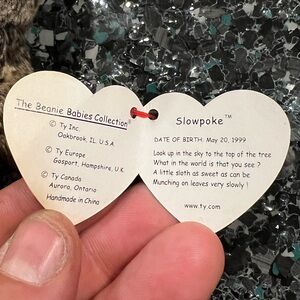 The Beanie Babies Collection®
© Ty Inc.
Oakbrook, IL. U.S.A.
© Ty Europe
Gosport, Hampshire, U.K.
© Ty Canada
Aurora, Ontario
Handmade in China
Slowpoke™
DATE OF BIRTH: May 20, 1999
Look up in the sky to the top of the tree
What in the world is that you see ?
A little sloth as sweet as can be
Munching on leaves very slowly !
www.ty.com